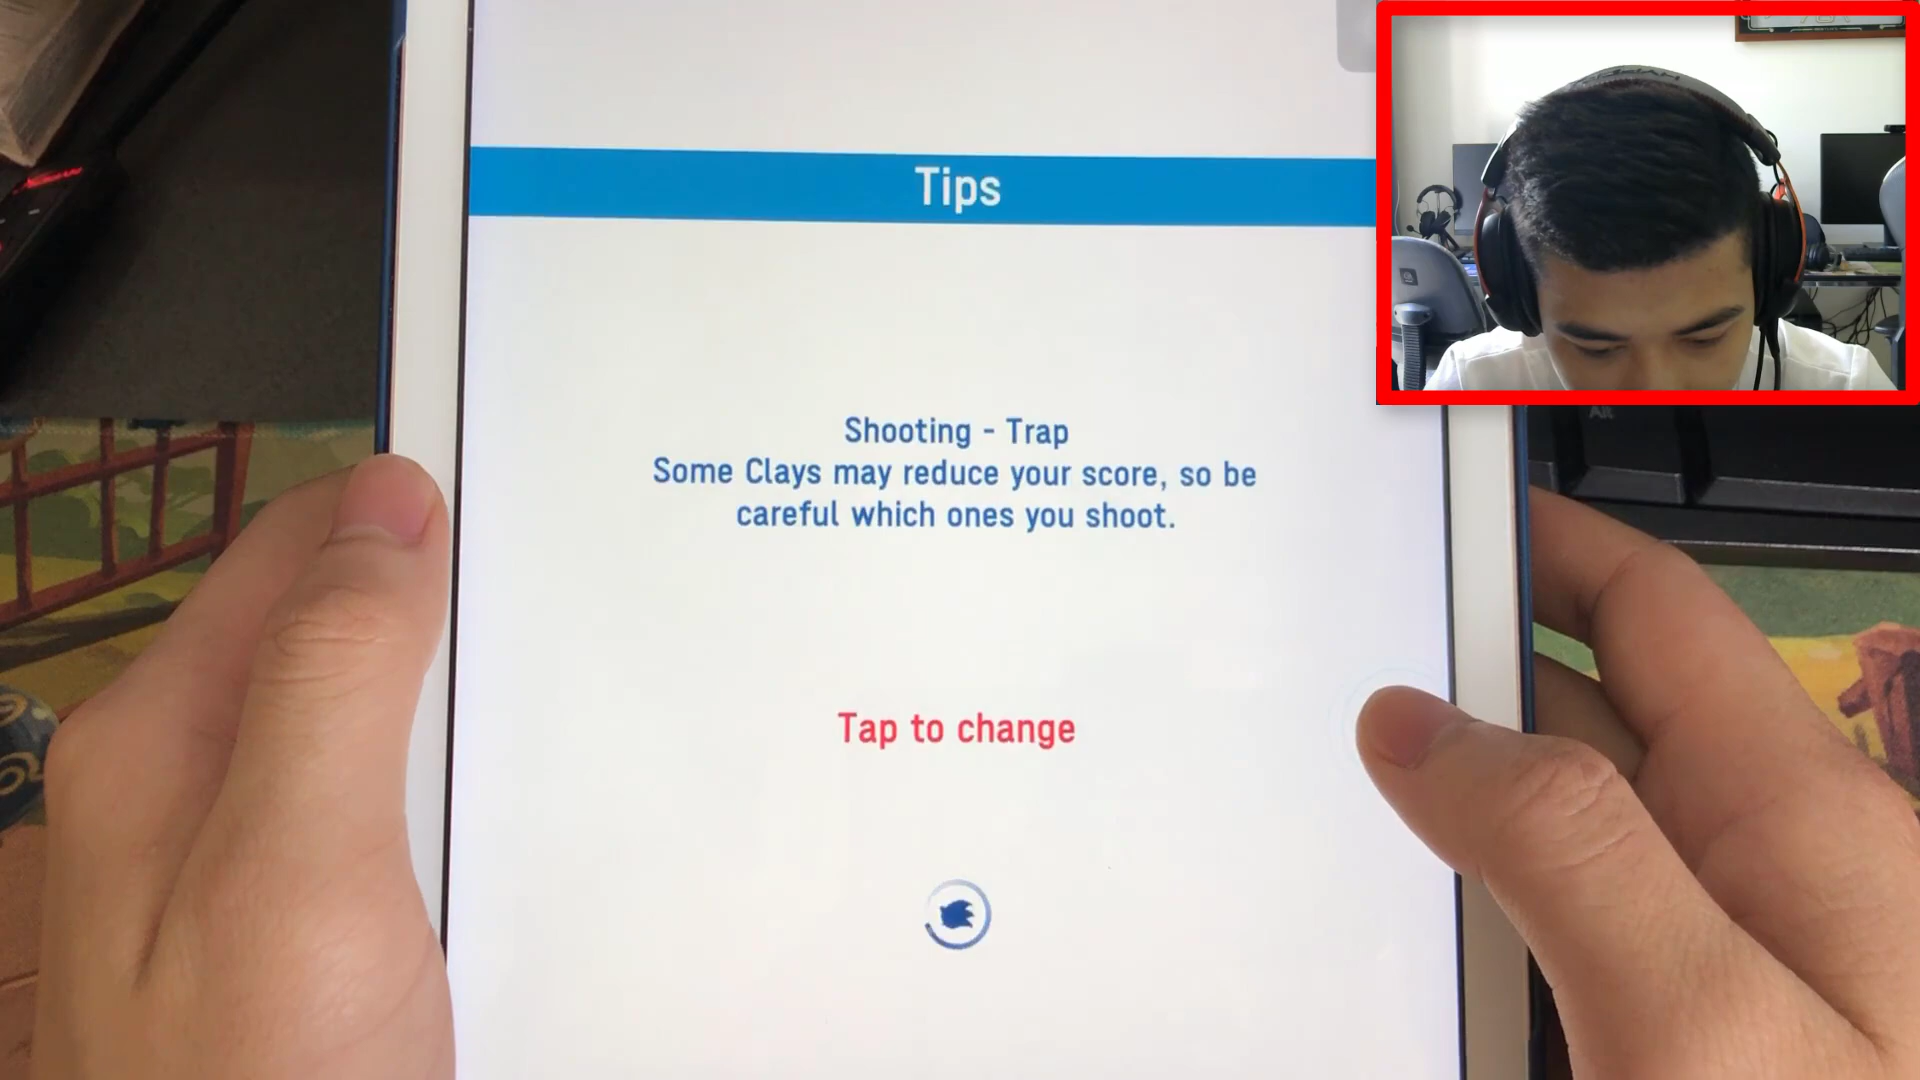 Tips
Shooting - Trap
Some Clays may reduce your score, so be
careful which ones you shoot.
Tap to change
Alt